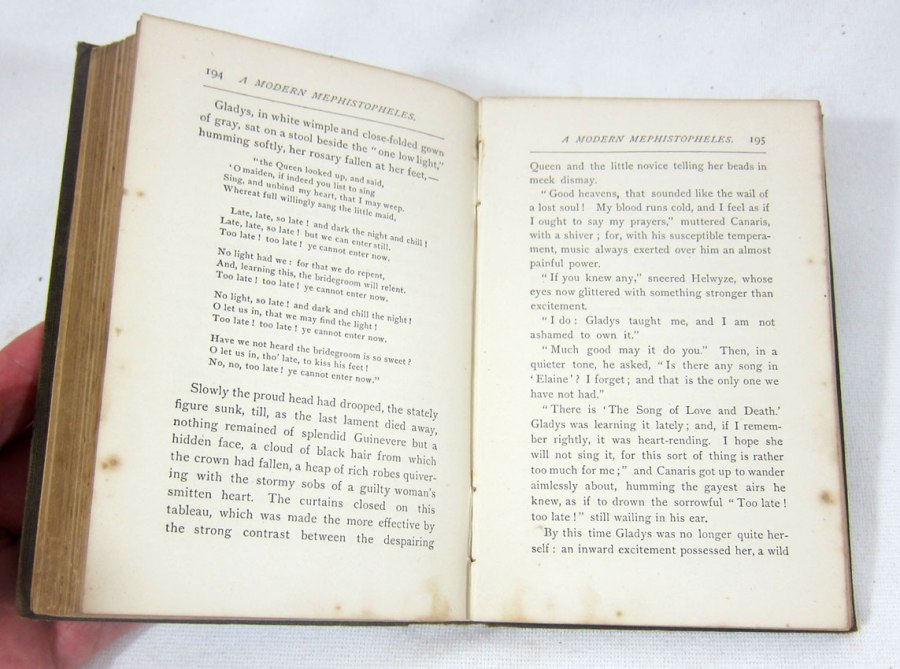 194 A MODERN MEPHISTOPHELES.
Gladys, in white wimple and close-folded gown
of gray, sat on a stool beside the "one low light,"
humming softly, her rosary fallen at her feet,—
"the Queen looked up, and said,
'O maiden, if indeed you list to sing
Sing, and unbind my heart, that I may weep.
Whereat full willingly sang the little maid,
Late, late, so late! and dark the night and chill!
Late, late, so late! but we can enter still.
Too late! too late! ye cannot enter now.
No light had we: for that we do repent,
And, learning this, the bridegroom will relent.
Too late! too late! ye cannot enter now.
No light, so late! and dark and chill the night!
O let us in, that we may find the light!
Too late! too late! ye cannot enter now.
Have we not heard the bridegroom is so sweet?
O let us in, tho' late, to kiss his feet!
No, no, too late! ye cannot enter now."
Slowly the proud head had drooped, the stately
figure sunk, till, as the last lament died away,
nothing remained of splendid Guinevere but a
hidden face, a cloud of black hair from which
the crown had fallen, a heap of rich robes quiver-
ing with the stormy sobs of a guilty woman's
smitten heart. The curtains closed on this
tableau, which was made the more effective by
the strong contrast between the despairing
A MODERN MEPHISTOPHELES. 195
Queen and the little novice telling her beads in
meek dismay.
"Good heavens, that sounded like the wail of
a lost soul! My blood runs cold, and I feel as if
I ought to say my prayers," muttered Canaris,
with a shiver; for, with his susceptible tempera-
ment, music always exerted over him an almost
painful power.
"If you knew any," sneered Helwyze, whose
eyes now glittered with something stronger than
excitement.
"I do: Gladys taught me, and I am not
ashamed to own it."
"Much good may it do you." Then, in a
quieter tone, he asked, "Is there any song in
'Elaine'? I forget; and that is the only one we
have not had."
"There is 'The Song of Love and Death.'
Gladys was learning it lately; and, if I remem-
ber rightly, it was heart-rending. I hope she
will not sing it, for this sort of thing is rather
too much for me;" and Canaris got up to wander
aimlessly about, humming the gayest airs he
knew, as if to drown the sorrowful "Too late!
too late!" still wailing in his ear.
By this time Gladys was no longer quite her-
self: an inward excitement possessed her, a wild